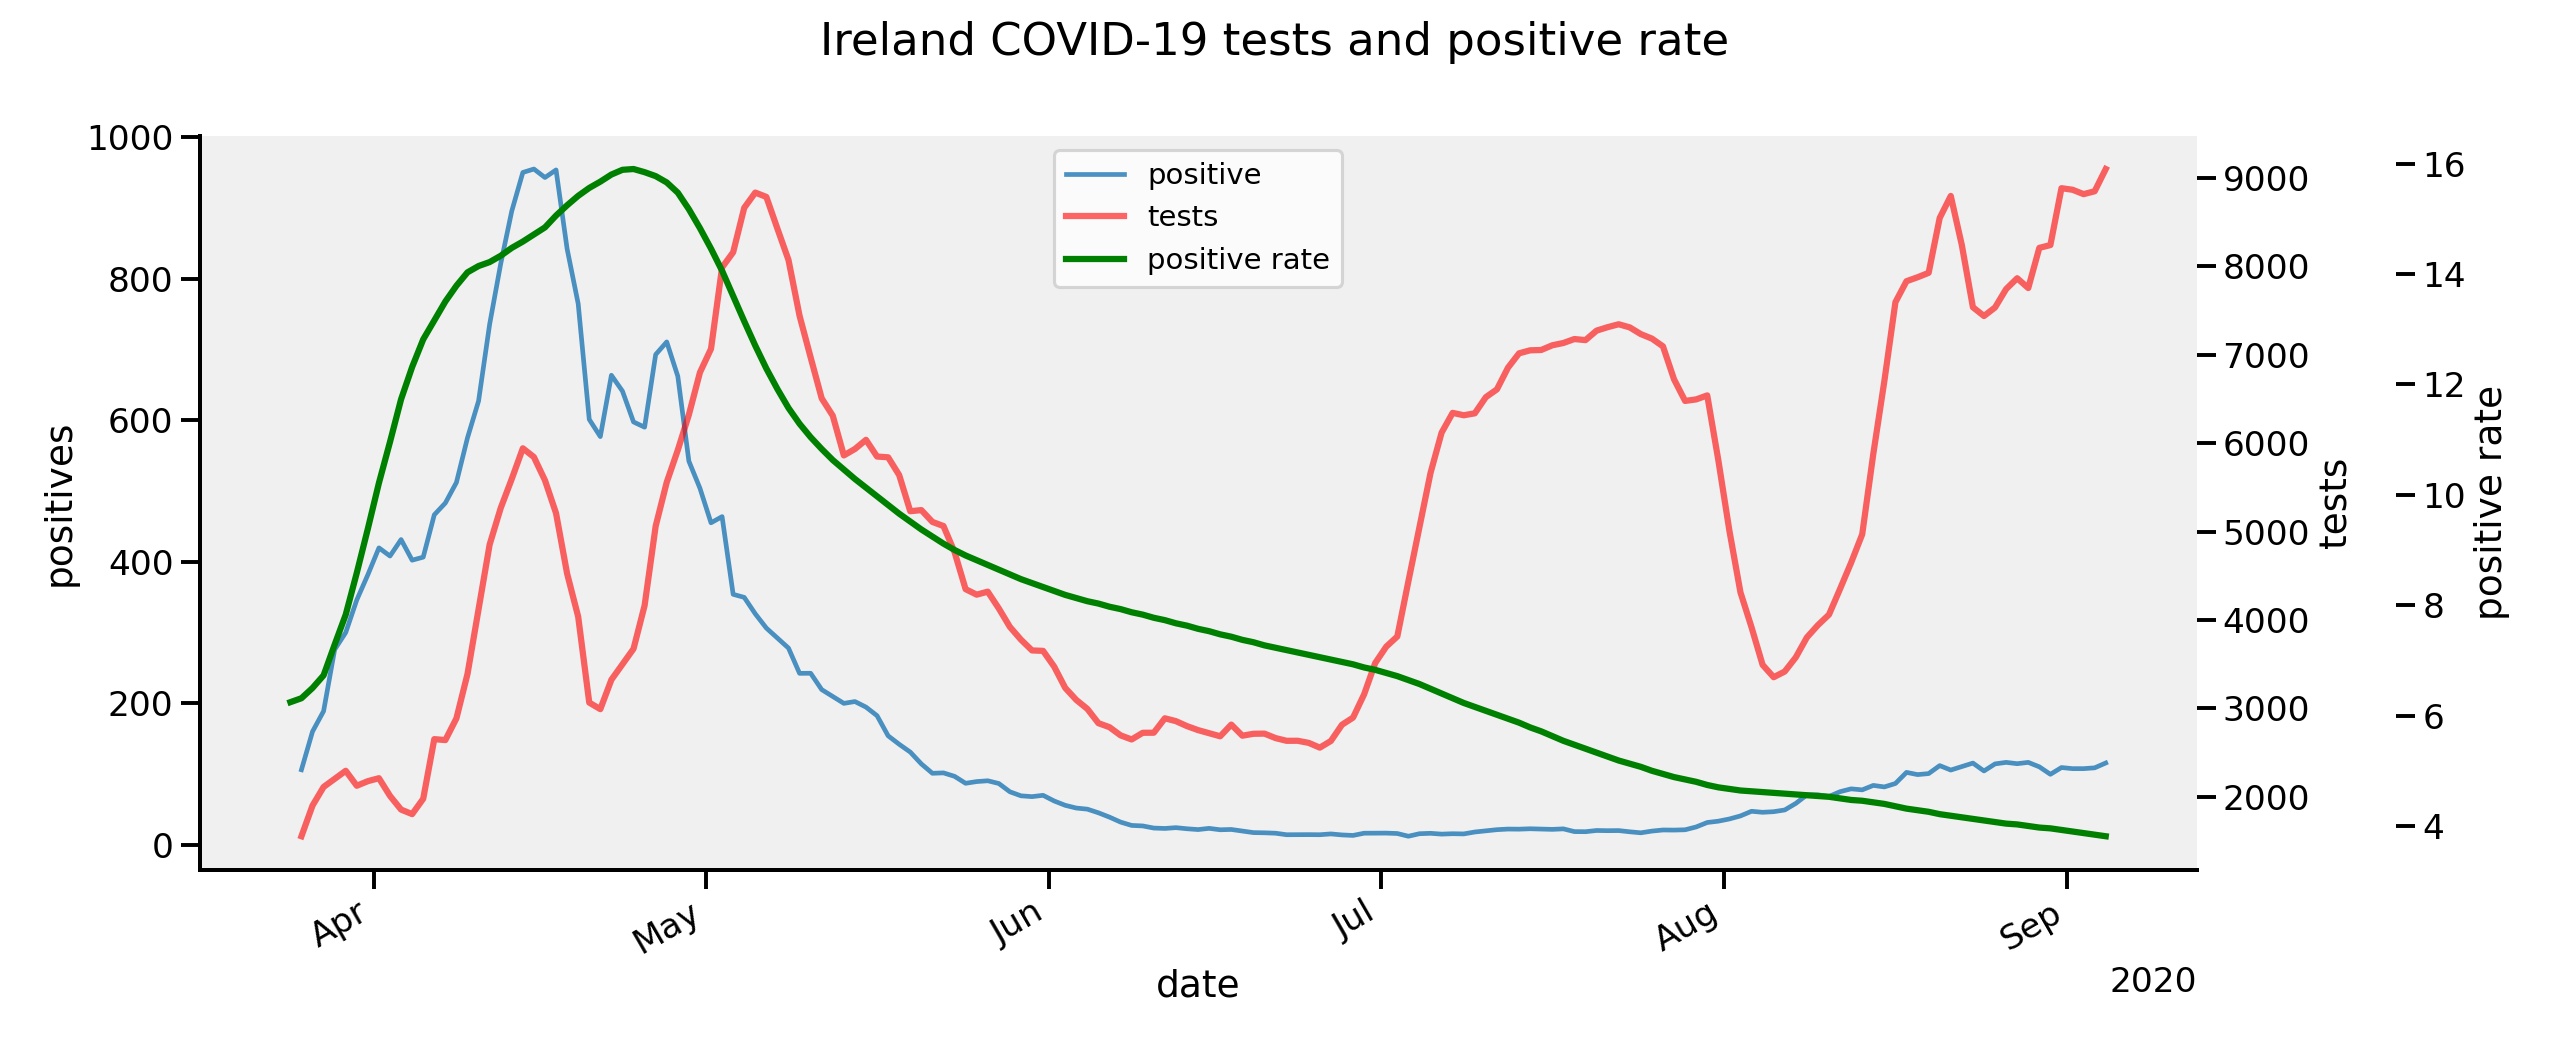 Ireland COVID-19 tests and positive rate
positive
tests
positive rate
1000
800
600
400
200
0
positives
9000
8000
7000
6000
5000
4000
3000
2000
tests
16
14
12
10
8
6
4
positive rate
Apr
May
Jun
Jul
Aug
Sep
date
2020